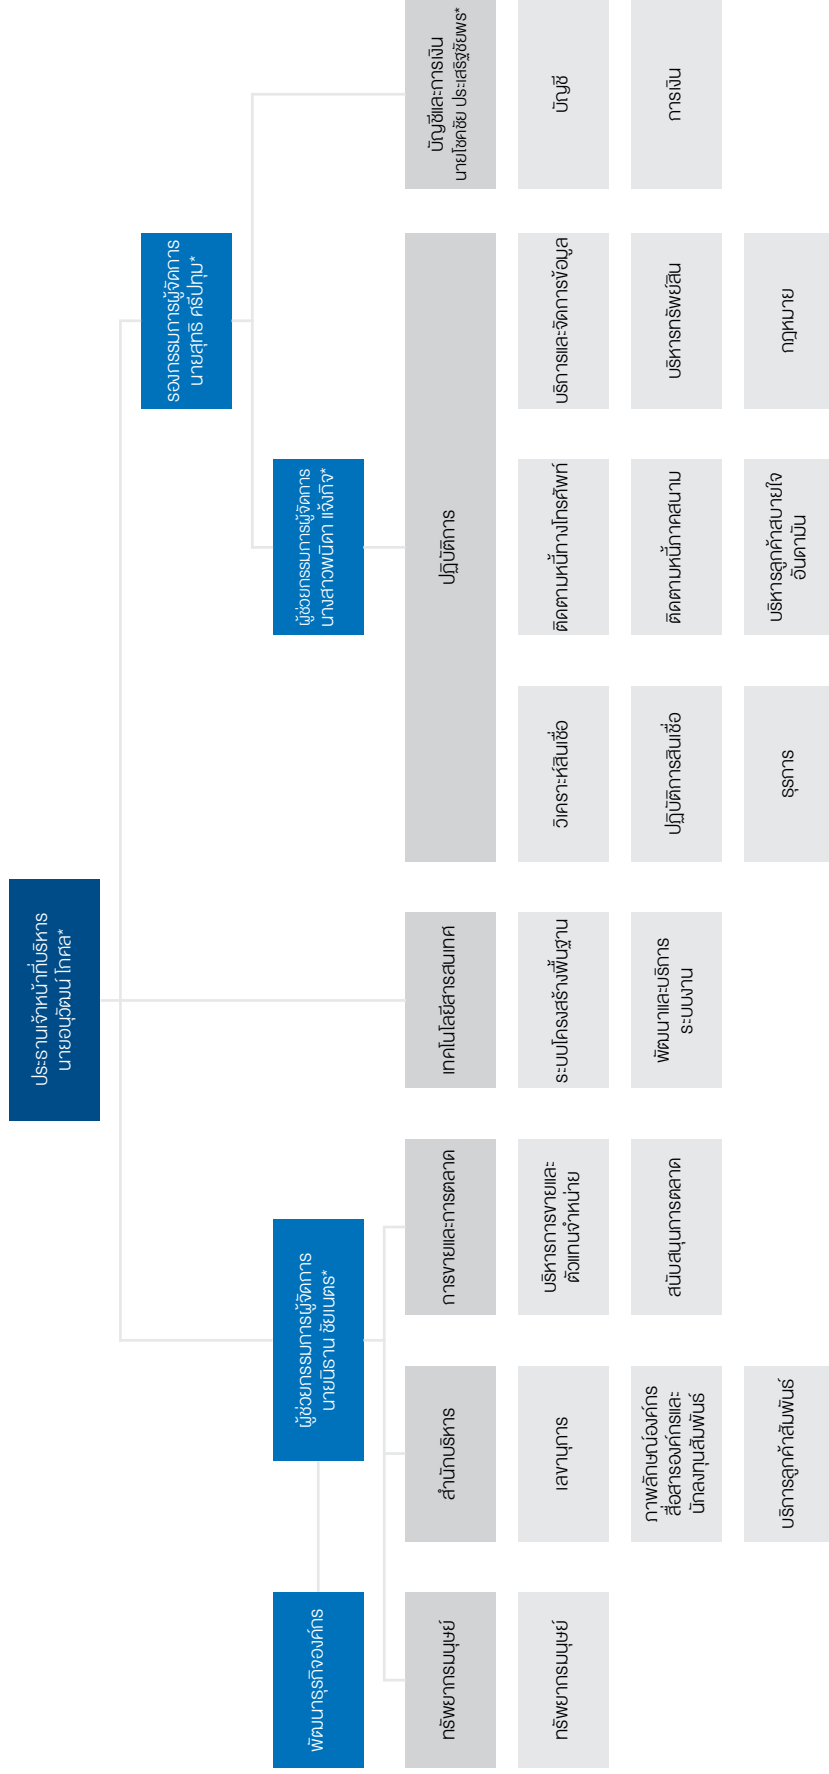 ประธานเจ้าหน้าที่บริหาร
นายอนุวัฒน์ โกศล*
รองกรรมการผู้จัดการ
นายสุทธิ ศรีปทุม*
พัฒนาธุรกิจองค์กร
ผู้ช่วยกรรมการผู้จัดการ
นายนิธาน ชัยเนตร*
ผู้ช่วยกรรมการผู้จัดการ
นางสาวพนิดา แจ้งกิจ*
ทรัพยากรมนุษย์
สำนักบริหาร
การขายและการตลาด
เทคโนโลยีสารสนเทศ
ปฏิบัติการ
บัญชีและการเงิน
นายโชคชัย ประเสริฐชัยพร*
ทรัพยากรมนุษย์
เลขานุการ
บริหารการขายและ
ตัวแทนจำหน่าย
ระบบโครงสร้างพื้นฐาน
วิเคราะห์สินเชื่อ
ติดตามหนี้ทางโทรศัพท์
บริการและจัดการข้อมูล
บัญชี
ภาพลักษณ์องค์กร
สื่อสารองค์กรและ
นักลงทุนสัมพันธ์
สนับสนุนการตลาด
พัฒนาและบริการ
ระบบงาน
ปฏิบัติการสินเชื่อ
ติดตามหนี้ภาคสนาม
บริหารทรัพย์สิน
การเงิน
บริการลูกค้าสัมพันธ์
ธุรการ
บริหารลูกค้าสบายใจ
อันดามัน
กฎหมาย